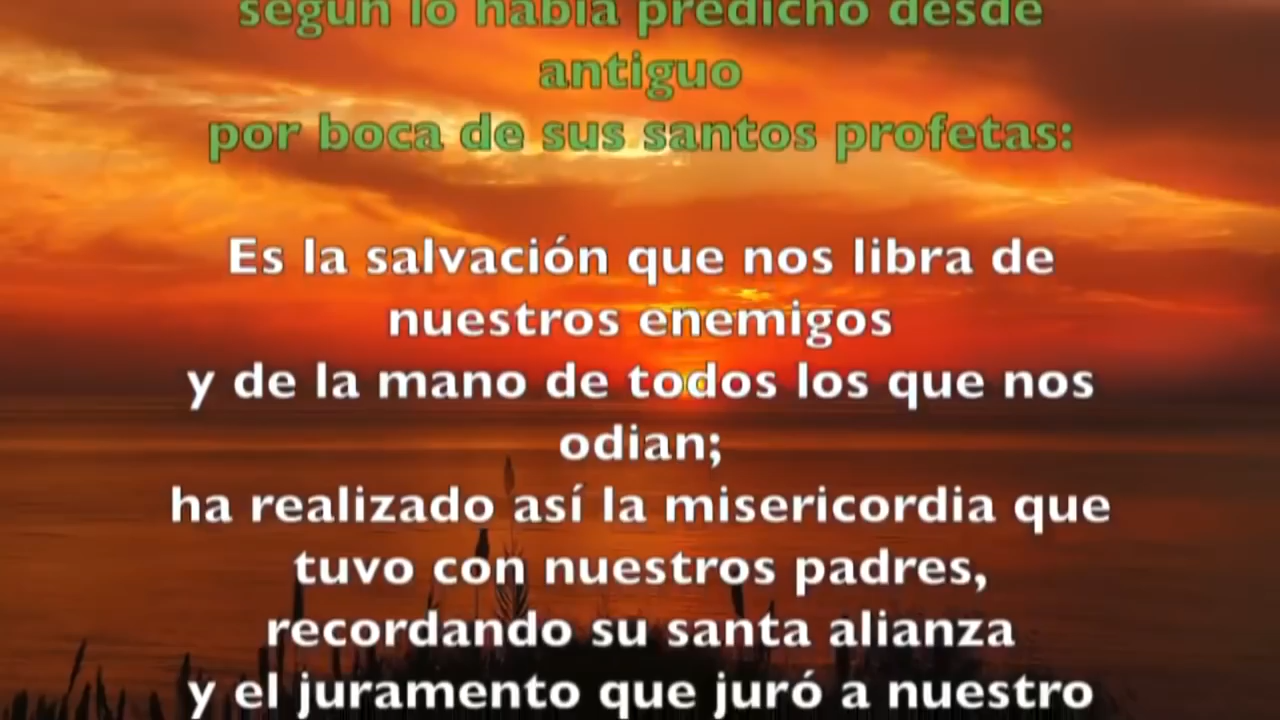 según lo había predicho desde
antiguo
por boca de sus santos profetas:
Es la salvación que nos libra de
nuestros enemigos
y de la mano de todos los que nos
odian;
ha realizado así la misericordia que
tuvo con nuestros padres,
recordando su santa alianza
y el juramento que juró a nuestro